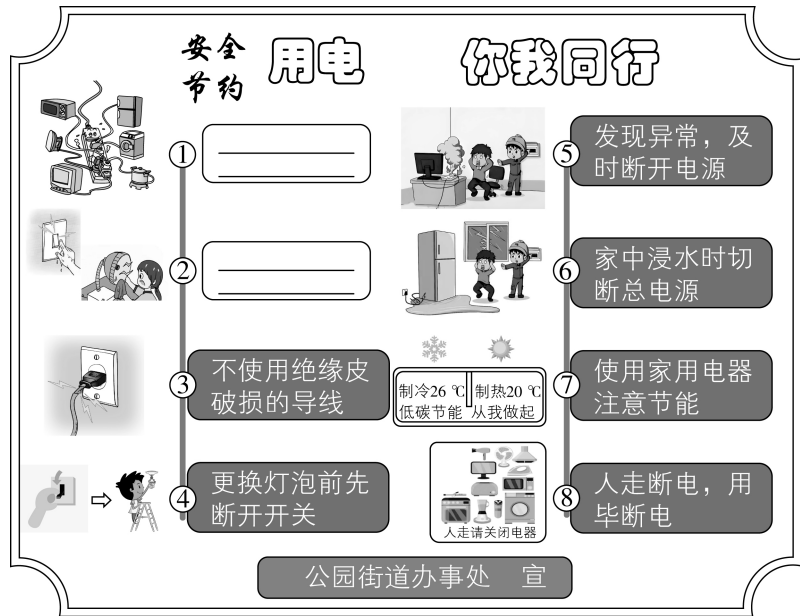 安全
节约
用电 你我同行
①
②
③
不使用绝缘皮
破损的导线
④
更换灯泡前先
断开开关
⑤
发现异常，及
时断开电源
⑥
家中浸水时切
断总电源
制冷26 ℃ 制热20 ℃
低碳节能 从我做起
⑦
使用家用电器
注意节能
人走请关闭电器
⑧
人走断电，用
毕断电
公园街道办事处 宣